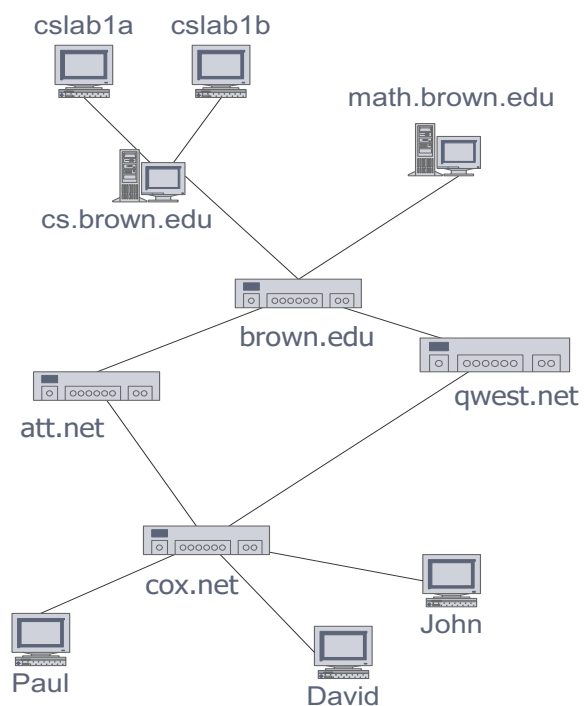 cslab1a
cslab1b
math.brown.edu
cs.brown.edu
brown.edu
qwest.net
att.net
cox.net
John
Paul
David